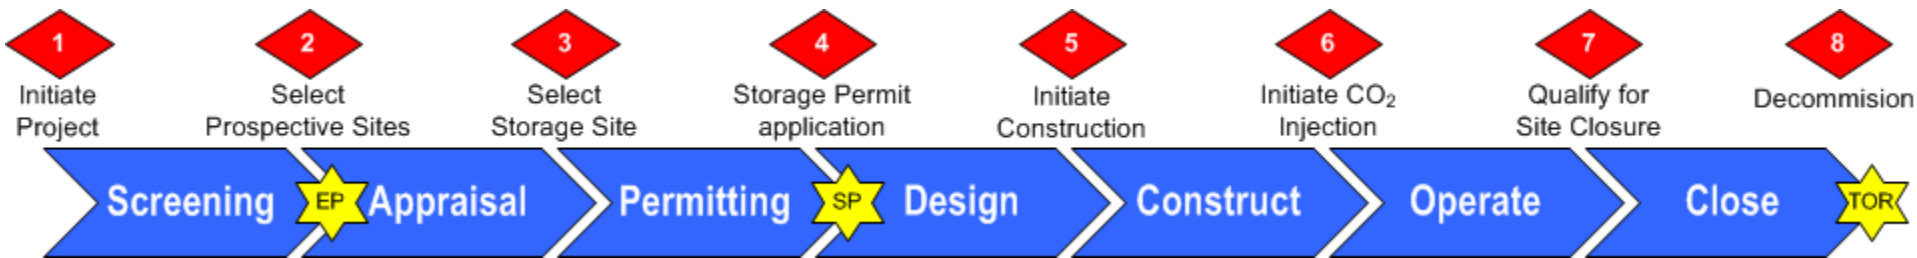 1
2
3
4
5
6
7
8
Initiate
Project
Select
Prospective Sites
Select
Storage Site
Storage Permit
application
Initiate
Construction
Initiate CO₂
Injection
Qualify for
Site Closure
Decommision
Screening
EP
Appraisal
Permitting
SP
Design
Construct
Operate
Close
TOR